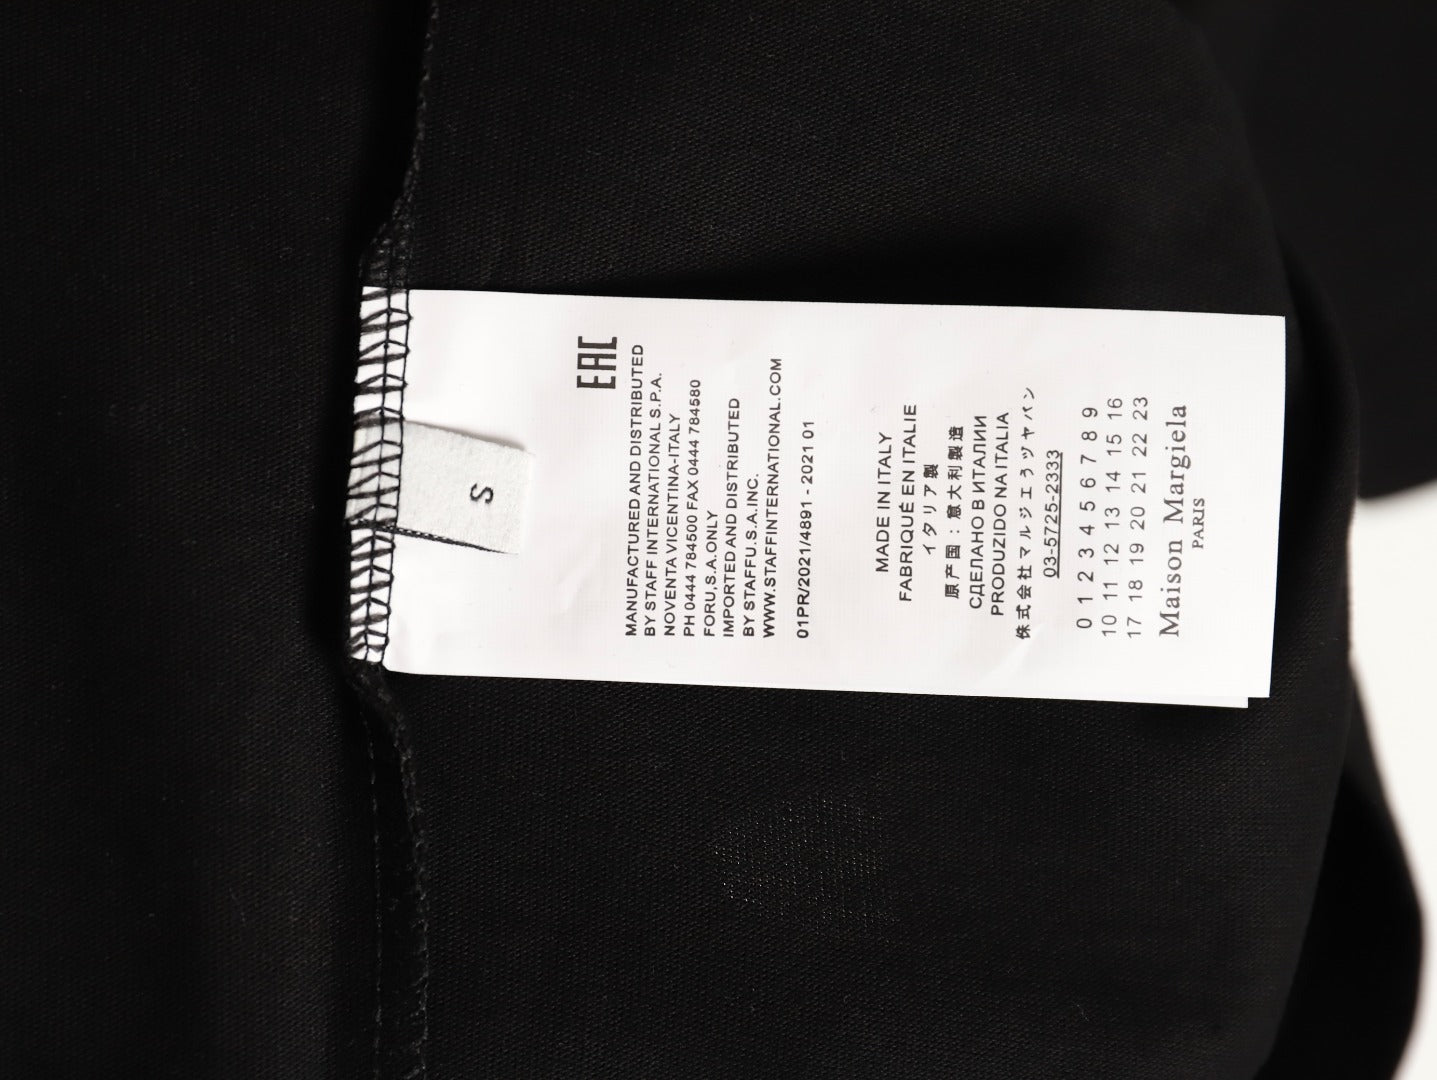 S
EAC
MANUFACTURED AND DISTRIBUTED
BY STAFF INTERNATIONAL S.P.A.
NOVENTA VICENTINA-ITALY
PH 0444 784500 FAX 0444 784580
FORU,S.A.ONLY
IMPORTED AND DISTRIBUTED
BY STAFFU.S.A.INC.
WWW.STAFFINTERNATIONAL.COM
01PR/2021/4891 - 2021 01
MADE IN ITALY
FABRIQUÉ EN ITALIE
イタリア製
原产国：意大利製造
СДЕЛАНО В ИТАЛИИ
PRODUZIDO NA ITALIA
株式会社マルジエラジャパン
03-5725-2333
0 1 2 3 4 5 6 7 8 9
10 11 12 13 14 15 16
17 18 19 20 21 22 23
Maison Margiela
PARIS